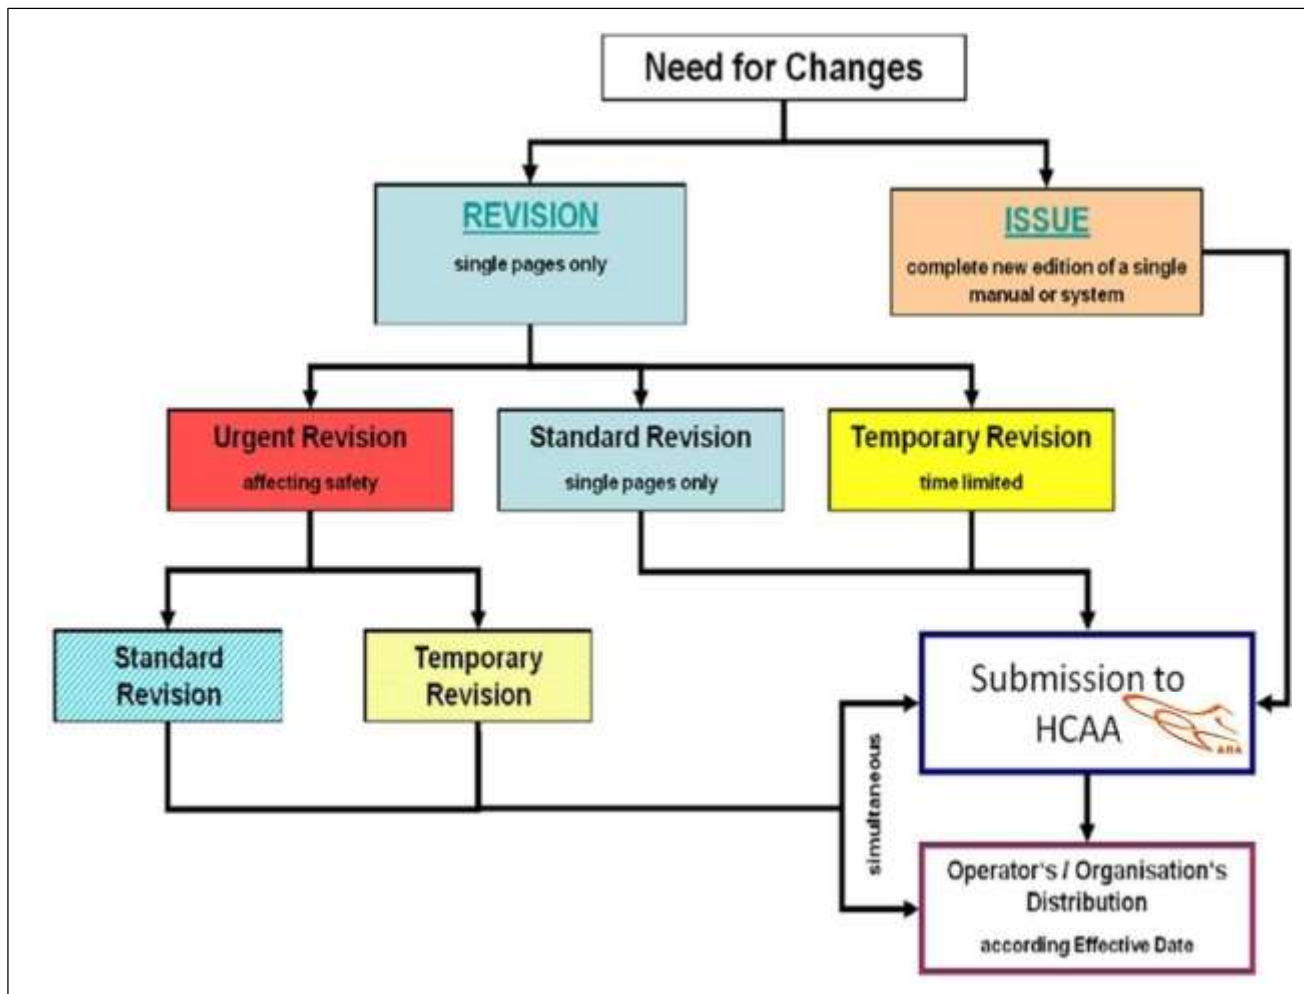 Need for Changes
REVISION
single pages only
ISSUE
complete new edition of a single
manual or system
Urgent Revision
affecting safety
Standard Revision
single pages only
Temporary Revision
time limited
Standard
Revision
Temporary
Revision
Submission to
HCAA
simultaneous
Operator‘s / Organisation‘s
Distribution
according Effective Date